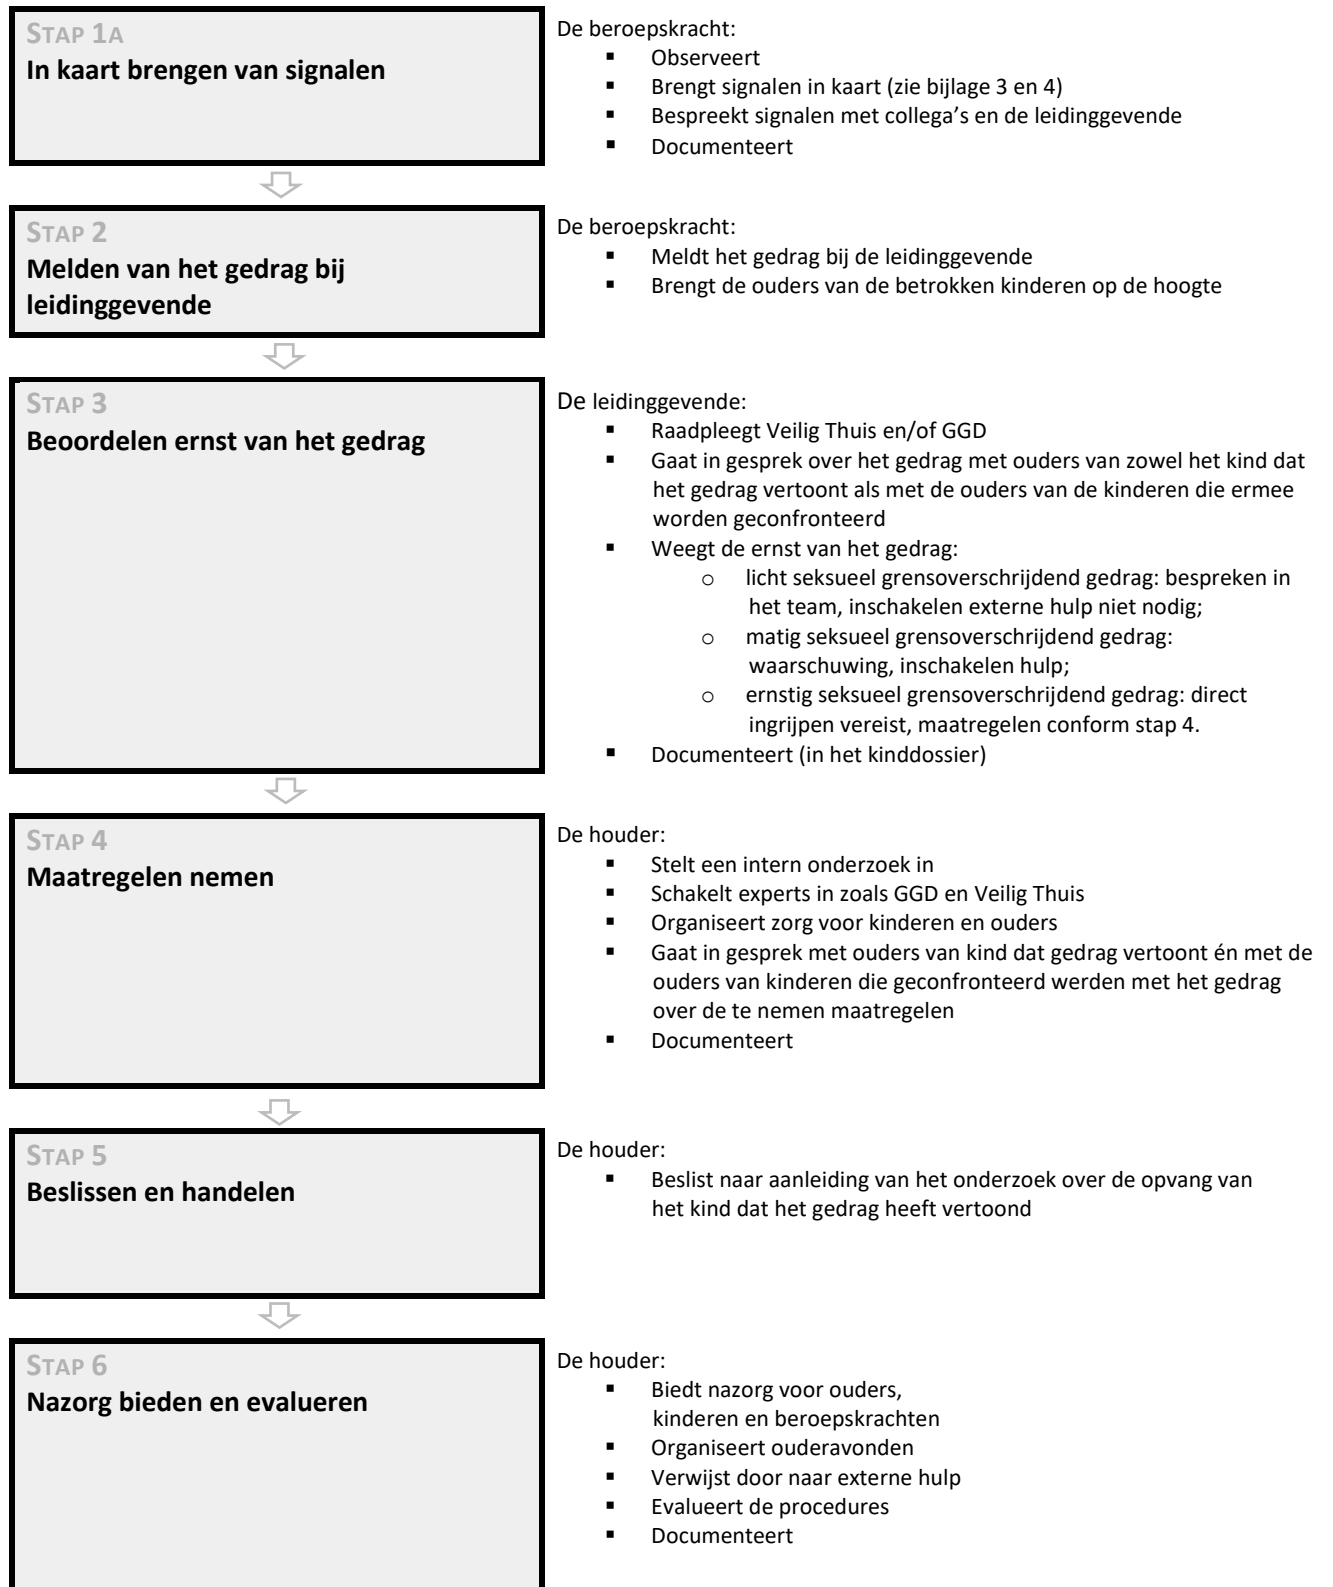 STAP 1A
In kaart brengen van signalen
De beroepskracht:
▪ Observeert
▪ Brengt signalen in kaart (zie bijlage 3 en 4)
▪ Bespreekt signalen met collega's en de leidinggevende
▪ Documenteert
STAP 2
Melden van het gedrag bij
leidinggevende
De beroepskracht:
▪ Meldt het gedrag bij de leidinggevende
▪ Brengt de ouders van de betrokken kinderen op de hoogte
STAP 3
Beoordelen ernst van het gedrag
De leidinggevende:
▪ Raadpleegt Veilig Thuis en/of GGD
▪ Gaat in gesprek over het gedrag met ouders van zowel het kind dat
het gedrag vertoont als met de ouders van de kinderen die ermee
worden geconfronteerd
▪ Weegt de ernst van het gedrag:
o licht seksueel grensoverschrijdend gedrag: bespreken in
het team, inschakelen externe hulp niet nodig;
o matig seksueel grensoverschrijdend gedrag:
waarschuwing, inschakelen hulp;
o ernstig seksueel grensoverschrijdend gedrag: direct
ingrijpen vereist, maatregelen conform stap 4.
▪ Documenteert (in het kinddossier)
STAP 4
Maatregelen nemen
De houder:
▪ Stelt een intern onderzoek in
▪ Schakelt experts in zoals GGD en Veilig Thuis
▪ Organiseert zorg voor kinderen en ouders
▪ Gaat in gesprek met ouders van kind dat gedrag vertoont én met de
ouders van kinderen die geconfronteerd werden met het gedrag
over de te nemen maatregelen
▪ Documenteert
STAP 5
Beslissen en handelen
De houder:
▪ Beslist naar aanleiding van het onderzoek over de opvang van
het kind dat het gedrag heeft vertoond
STAP 6
Nazorg bieden en evalueren
De houder:
▪ Biedt nazorg voor ouders,
kinderen en beroepskrachten
▪ Organiseert ouderavonden
▪ Verwijst door naar externe hulp
▪ Evalueert de procedures
▪ Documenteert